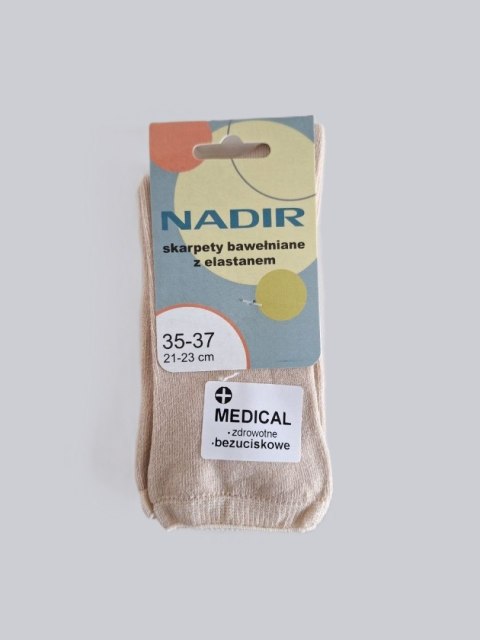 NADIR
skarpety bawełniane
z elastanem
35-37
21-23 cm
MEDICAL
• zdrowotne
• bezuciskowe